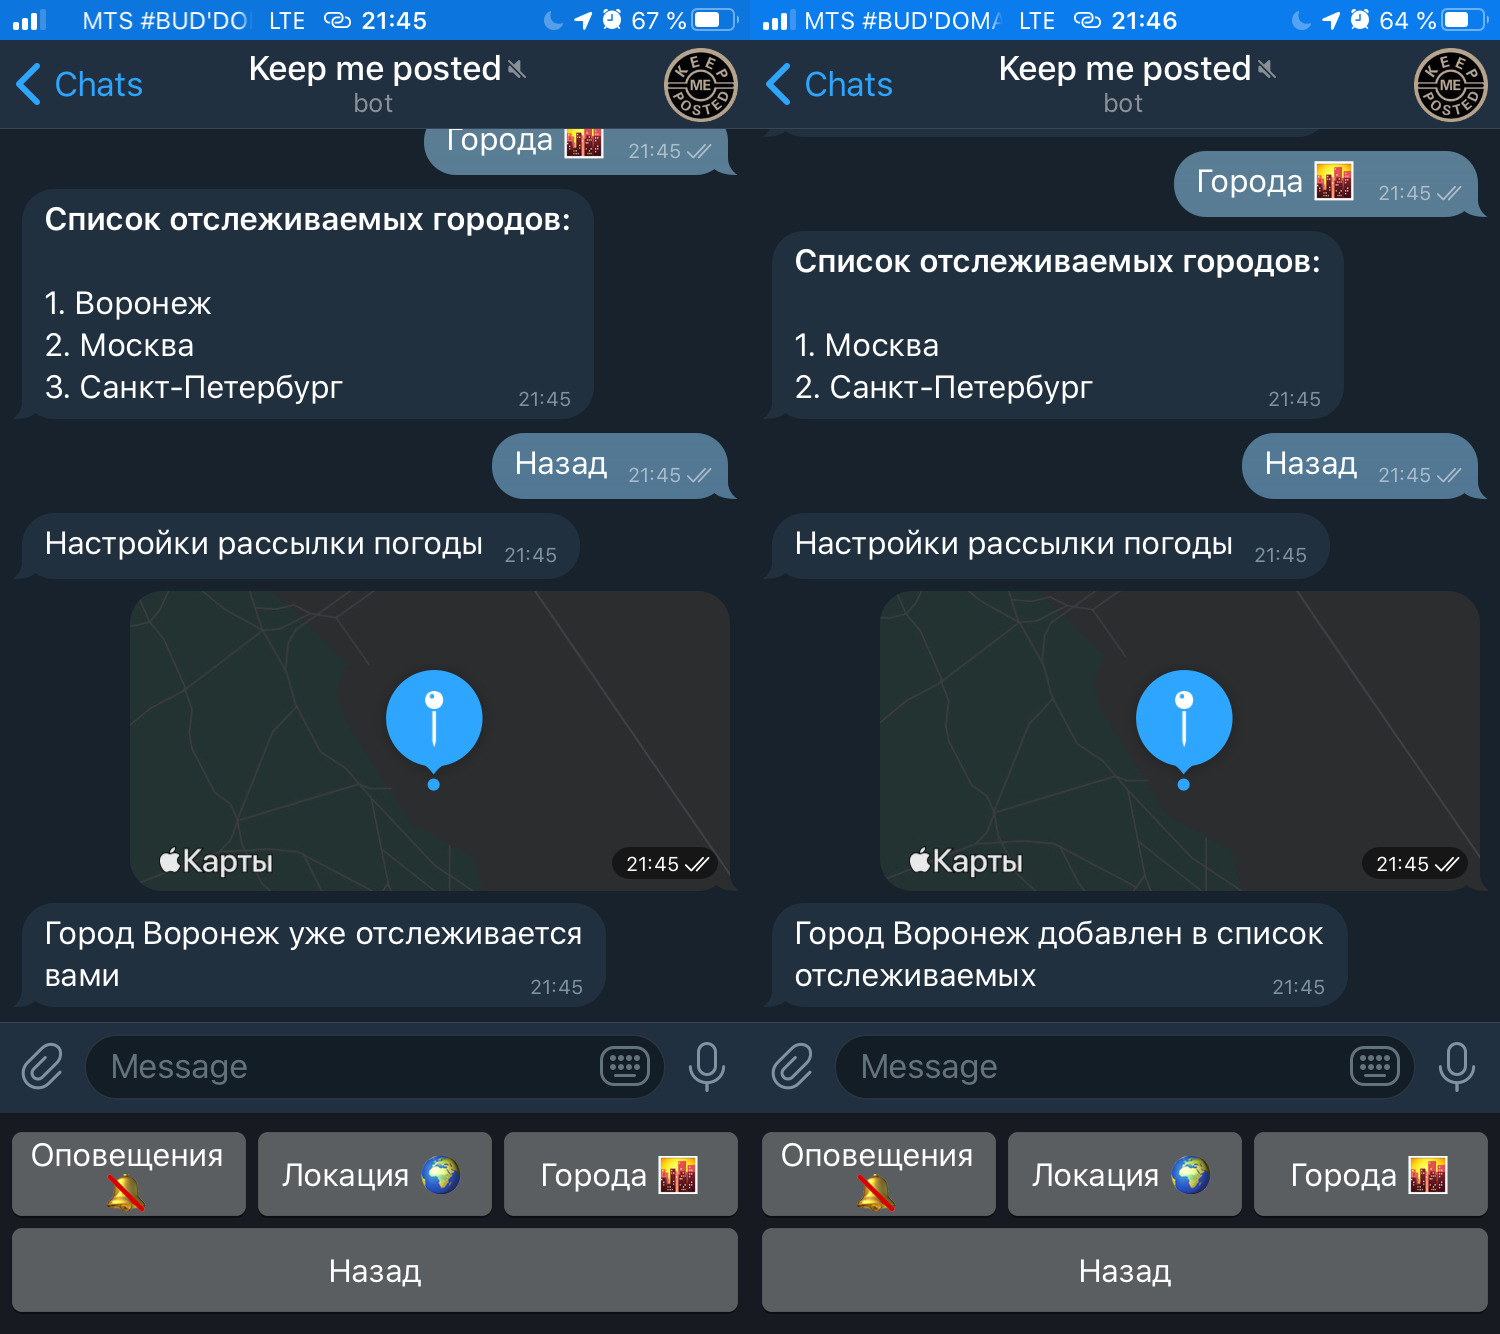 MTS #BUD'DO LTE 21:45 67 %
Chats
Keep me posted
bot
KEEP
ME
POSTED
Города 21:45
Список отслеживаемых городов:
1. Воронеж
2. Москва
3. Санкт-Петербург
21:45
Назад 21:45
Настройки рассылки погоды 21:45
Карты
21:45
Город Воронеж уже отслеживается
вами
21:45
Message
Оповещения
Локация
Города
Назад
MTS #BUD'DOMA LTE 21:46 64 %
Chats
Keep me posted
bot
KEEP
ME
POSTED
Города 21:45
Список отслеживаемых городов:
1. Москва
2. Санкт-Петербург
21:45
Назад 21:45
Настройки рассылки погоды 21:45
Карты
21:45
Город Воронеж добавлен в список
отслеживаемых
21:45
Message
Оповещения
Локация
Города
Назад